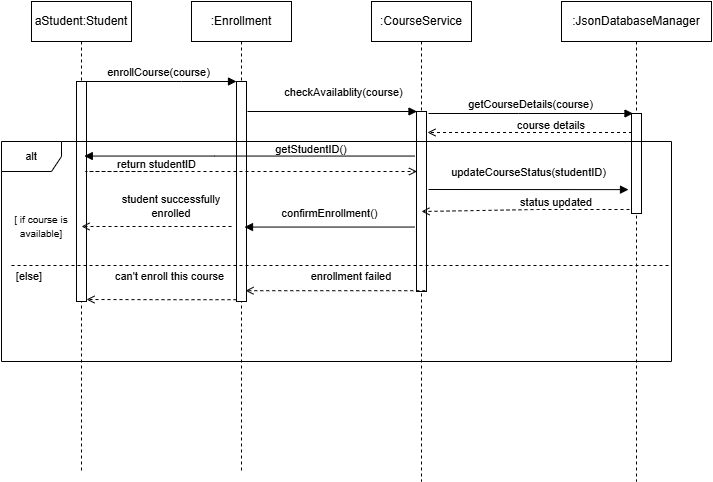 aStudent:Student
:Enrollment
:CourseService
:JsonDatabaseManager
enrollCourse(course)
checkAvailablity(course)
getCourseDetails(course)
course details
alt
getStudentID()
return studentID
updateCourseStatus(studentID)
student successfully
enrolled
status updated
[ if course is
available]
confirmEnrollment()
[else]
can't enroll this course
enrollment failed